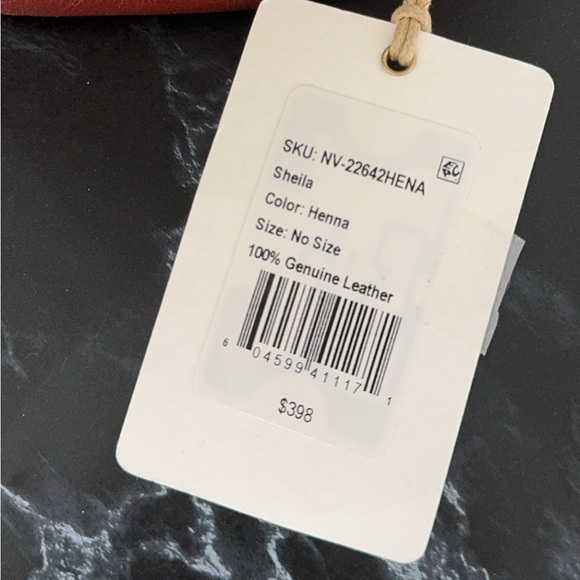 SKU: NV-22642HENA
Sheila
Color: Henna
Size: No Size
100% Genuine Leather
6 04599 41117 1
$398